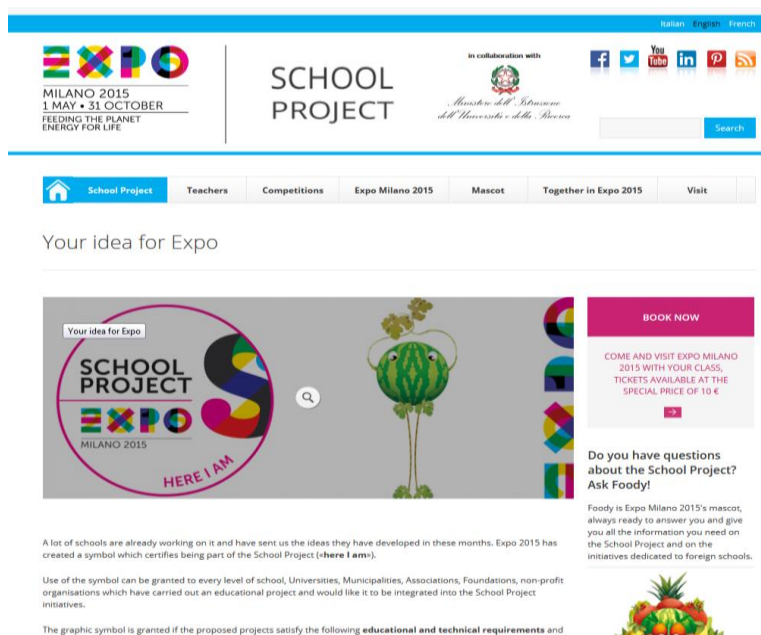 Italian English French
EXPO
MILANO 2015
1 MAY • 31 OCTOBER
FEEDING THE PLANET
ENERGY FOR LIFE
SCHOOL
PROJECT
in collaboration with
Ministero dell'Istruzione
dell'Università e della Ricerca
You
Tube
Search
School Project Teachers Competitions Expo Milano 2015 Mascot Together in Expo 2015 Visit
Your idea for Expo
Your idea for Expo
SCHOOL
PROJECT
EXPO
MILANO 2015
HERE I AM
BOOK NOW
COME AND VISIT EXPO MILANO
2015 WITH YOUR CLASS,
TICKETS AVAILABLE AT THE
SPECIAL PRICE OF 10 €
Do you have questions
about the School Project?
Ask Foody!
Foody is Expo Milano 2015's mascot,
always ready to answer you and give
you all the information you need on
the School Project and on the
initiatives dedicated to foreign schools.
A lot of schools are already working on it and have sent us the ideas they have developed in these months. Expo 2015 has
created a symbol which certifies being part of the School Project («here I am»).
Use of the symbol can be granted to every level of school, Universities, Municipalities, Associations, Foundations, non-profit
organisations which have carried out an educational project and would like it to be integrated into the School Project
initiatives.
The graphic symbol is granted if the proposed projects satisfy the following educational and technical requirements and